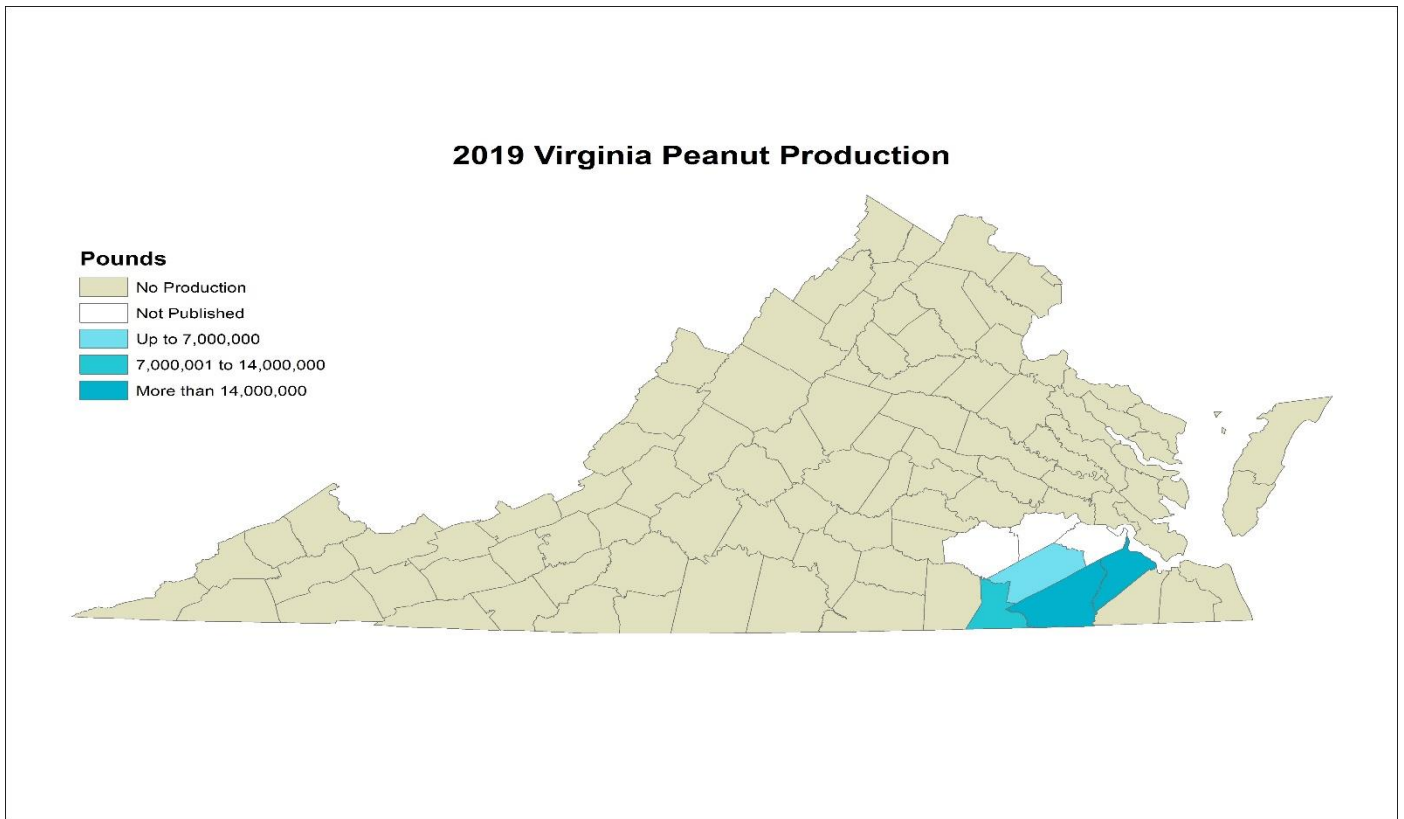 2019 Virginia Peanut Production
Pounds
No Production
Not Published
Up to 7,000,000
7,000,001 to 14,000,000
More than 14,000,000